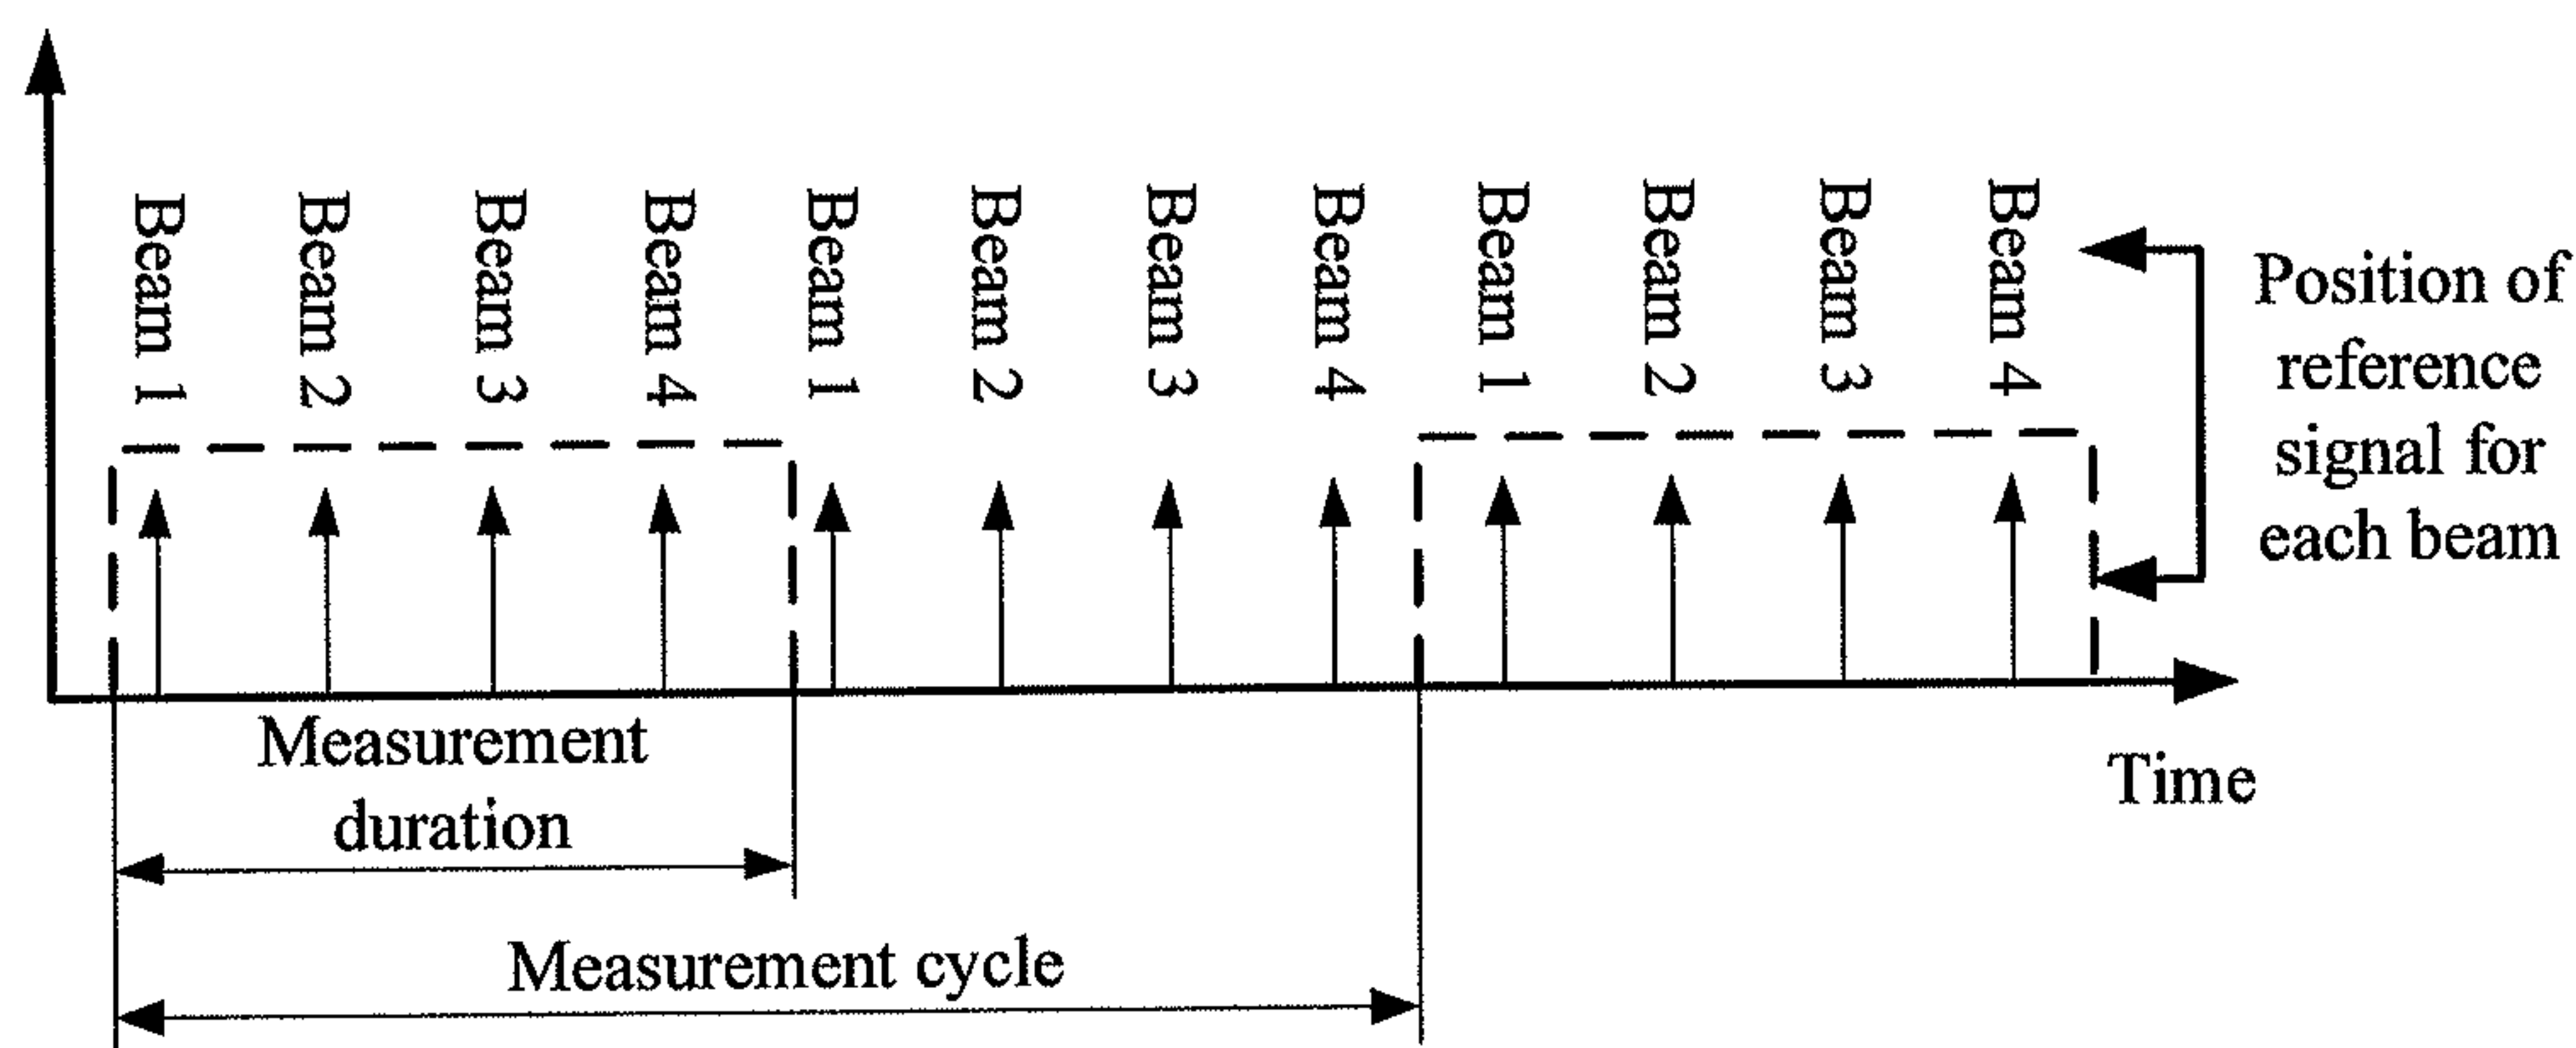 Beam 1
Beam 2
Beam 3
Beam 4
Beam 1
Beam 2
Beam 3
Beam 4
Beam 1
Beam 2
Beam 3
Beam 4
Position of
reference
signal for
each beam
Measurement
duration
Time
Measurement cycle